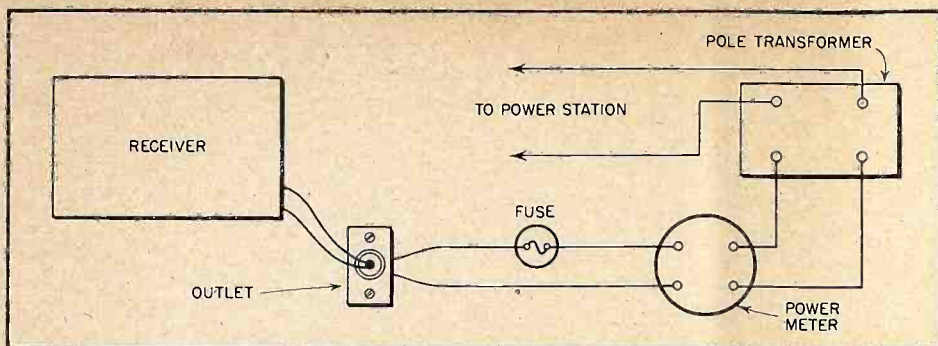 POLE TRANSFORMER
TO POWER STATION
RECEIVER
FUSE
OUTLET
POWER
METER